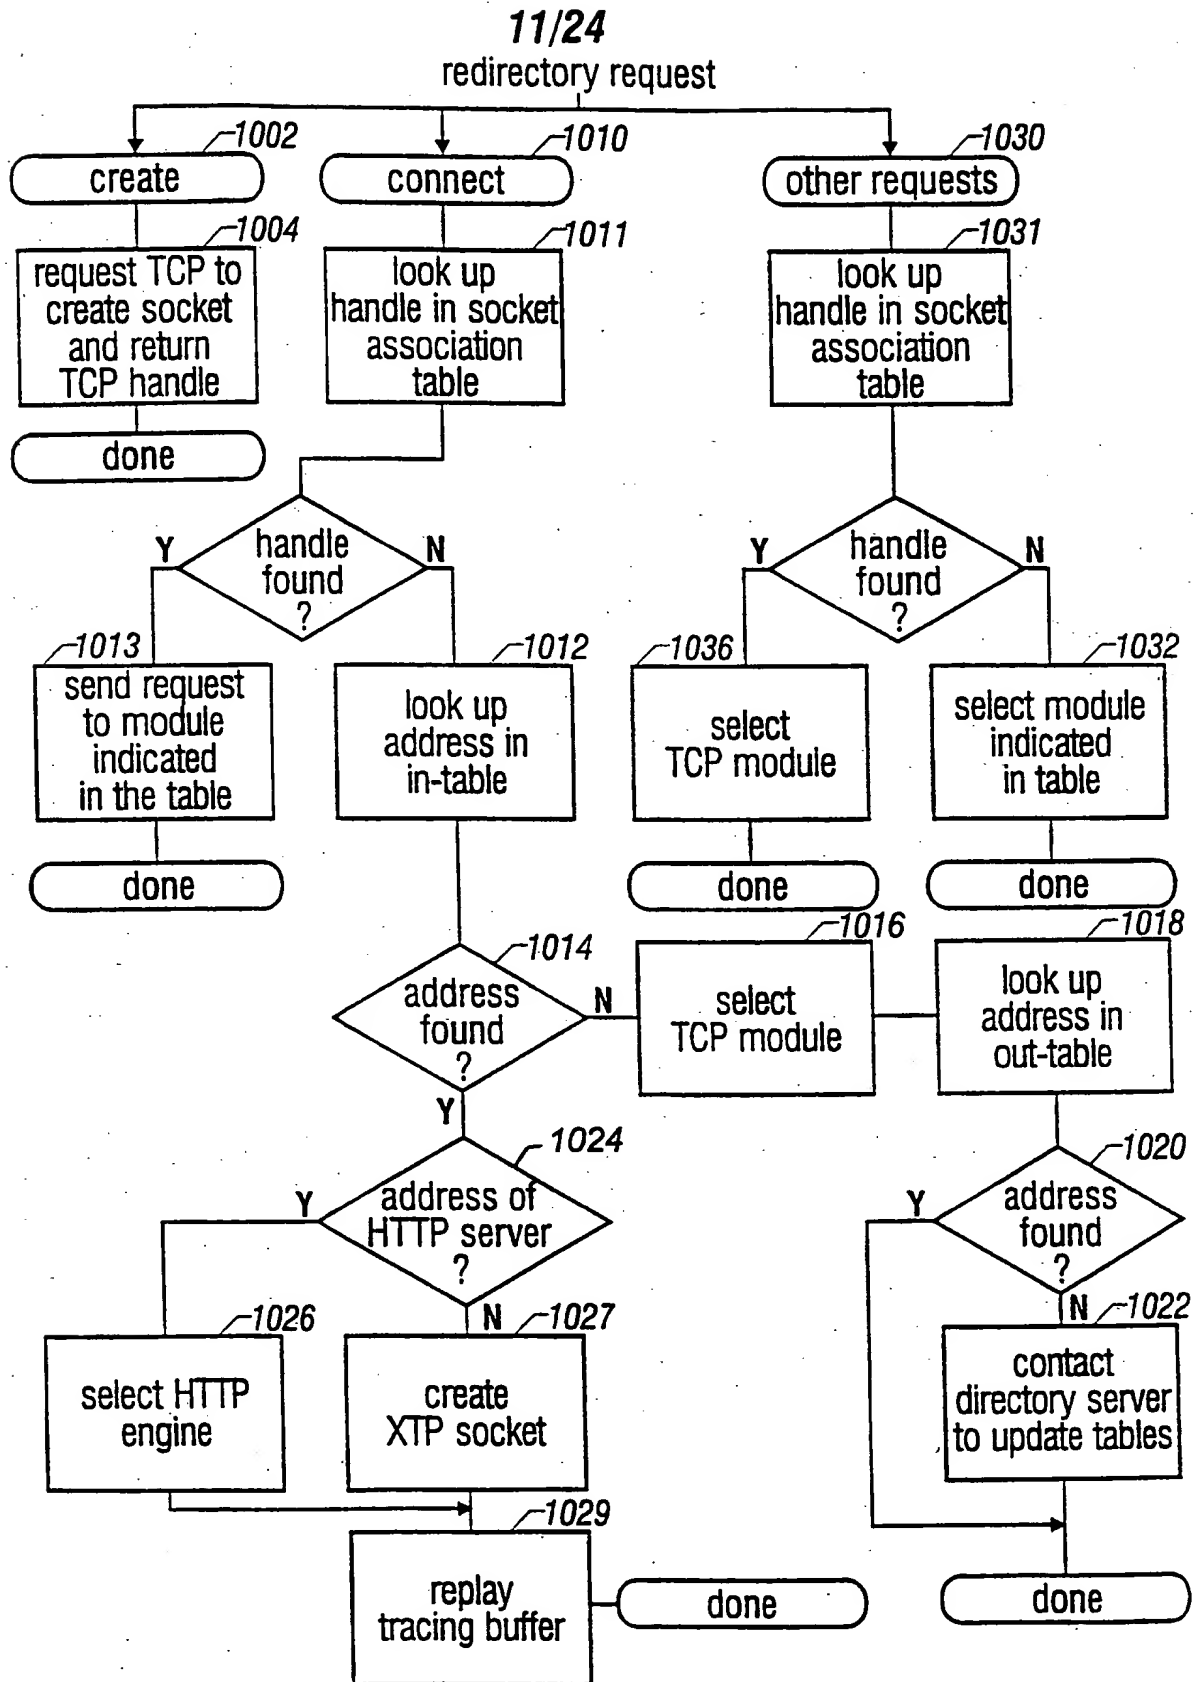 11/24
redirectory request
1002
create
1010
connect
1030
other requests
1004
request TCP to
create socket
and return
TCP handle
1011
look up
handle in socket
association
table
1031
look up
handle in socket
association
table
done
handle
found
?
Y
N
handle
found
?
Y
N
1013
send request
to module
indicated
in the table
1012
look up
address in
in-table
1036
select
TCP module
1032
select module
indicated
in table
done
done
done
1014
address
found
?
N
Y
1016
select
TCP module
1018
look up
address in
out-table
1024
address of
HTTP server
?
Y
N
1020
address
found
?
Y
N
1026
select HTTP
engine
1027
create
XTP socket
1022
contact
directory server
to update tables
1029
replay
tracing buffer
done
done